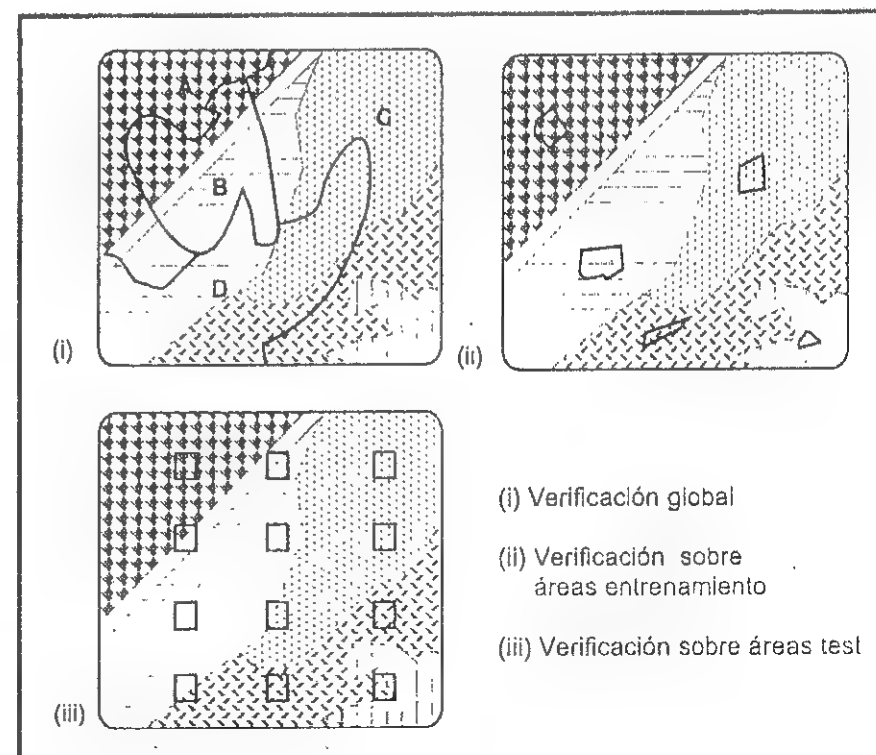 A
B
C
D
(i)
(ii)
(iii)
(i) Verificación global
(ii) Verificación sobre
áreas entrenamiento
(iii) Verificación sobre áreas test